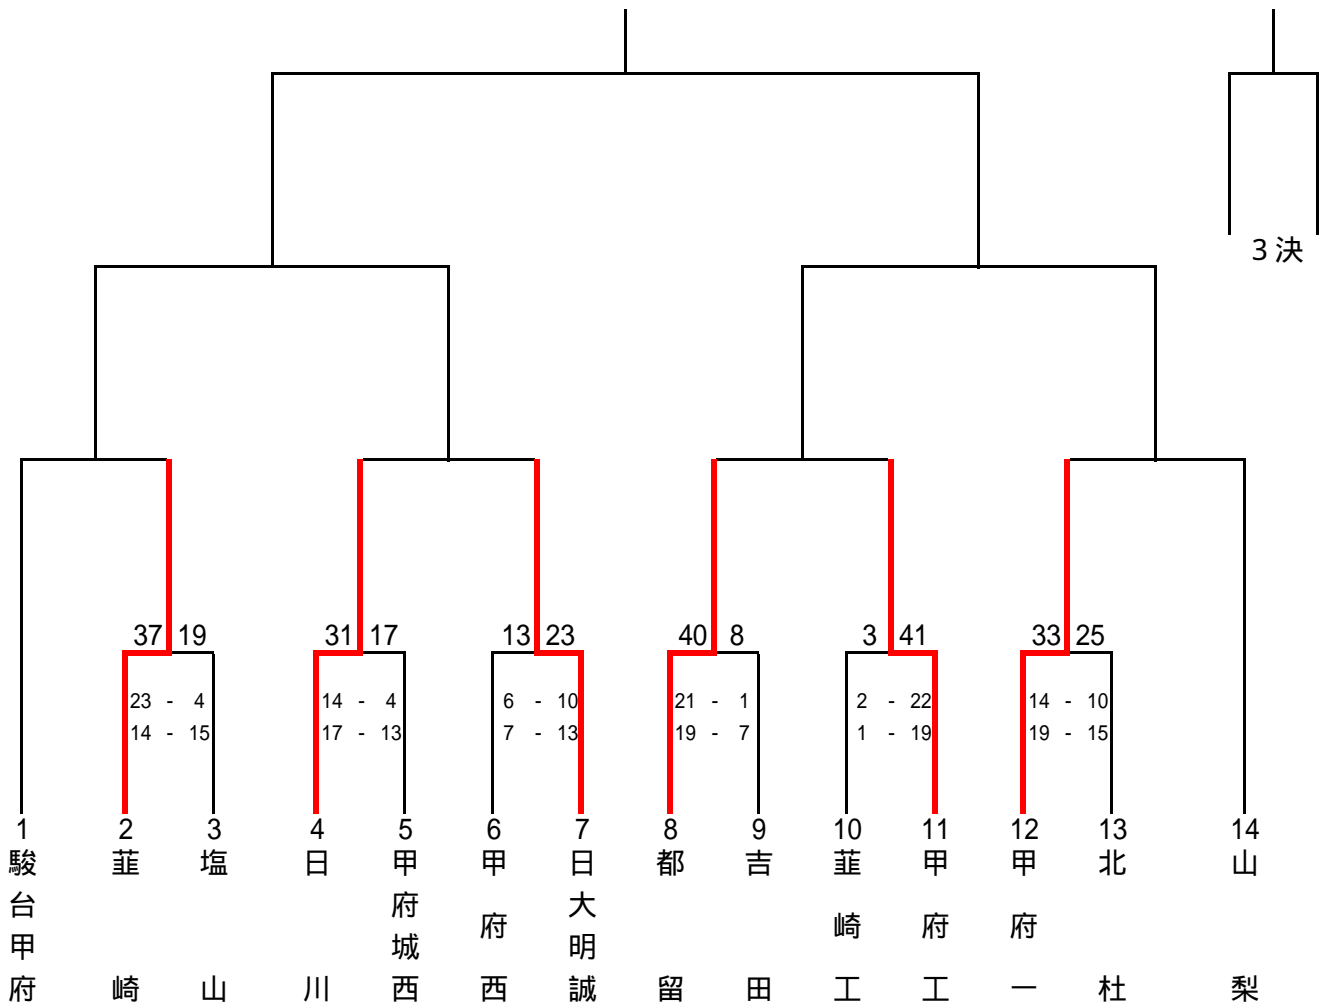 3決
37 19
31 17
13 23
40 8
3 41
33 25
23 - 4
14 - 4
6 - 10
21 - 1
2 - 22
14 - 10
14 - 15
17 - 13
7 - 13
19 - 7
1 - 19
19 - 15
1
2
3
4
5
6
7
8
9
10
11
12
13
14
駿台甲府
韮崎
塩山
日川
甲府城西
甲府西
日大明誠
都留
吉田
韮崎工
甲府工
甲府一
北杜
山梨